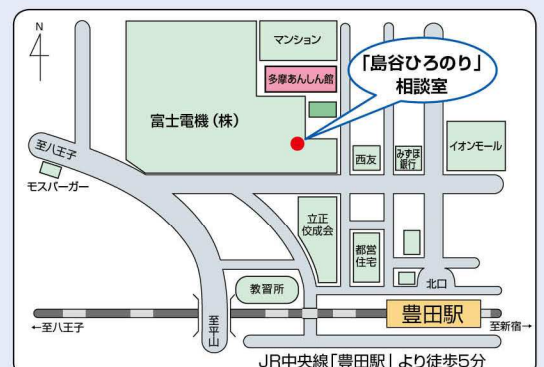 N
マンション
「島谷ひろのり」
相談室
多摩あんしん館
富士電機(株)
至八王子
モスバーガー
西友
みずほ
銀行
イオンモール
立正
佼成会
都営
住宅
北口
教習所
豊田駅
←至八王子
至平山
至新宿→
JR中央線「豊田駅」より徒歩5分